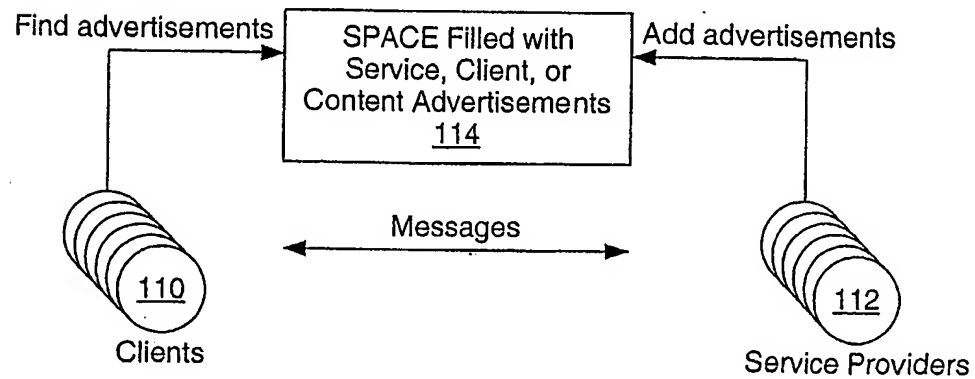 Find advertisements
SPACE Filled with
Service, Client, or
Content Advertisements
114
Add advertisements
Messages
110
Clients
112
Service Providers